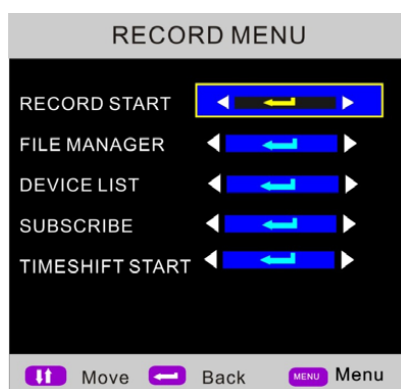 RECORD MENU
RECORD START
FILE MANAGER
DEVICE LIST
SUBSCRIBE
TIMESHIFT START
Move Back MENU Menu